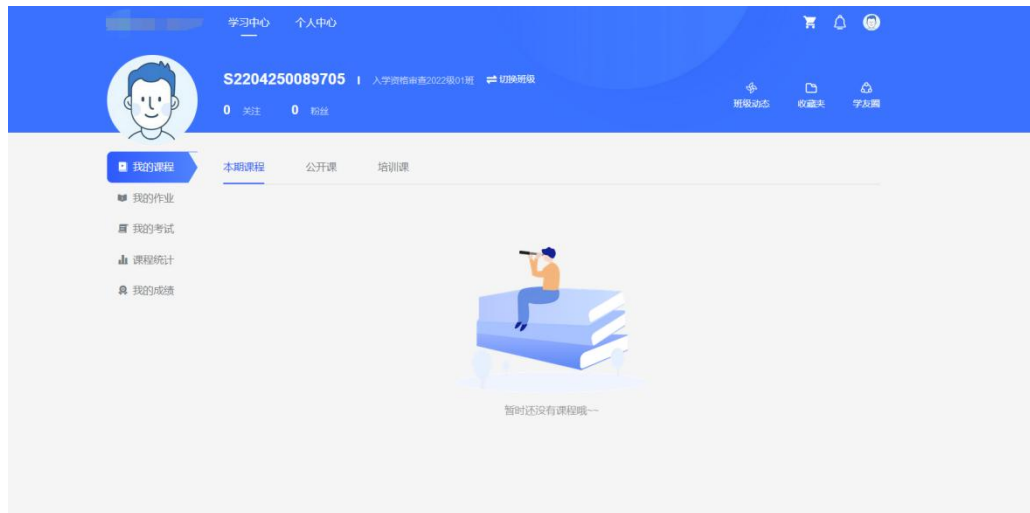 学习中心 个人中心
S2204250089705 | 入学资格审查2022级01班 切换班级
0 关注 0 粉丝
班级动态 收藏夹 学友圈
我的课程 本期课程 公开课 培训课
我的作业
我的考试
课程统计
我的成绩
暂时还没有课程哦~~